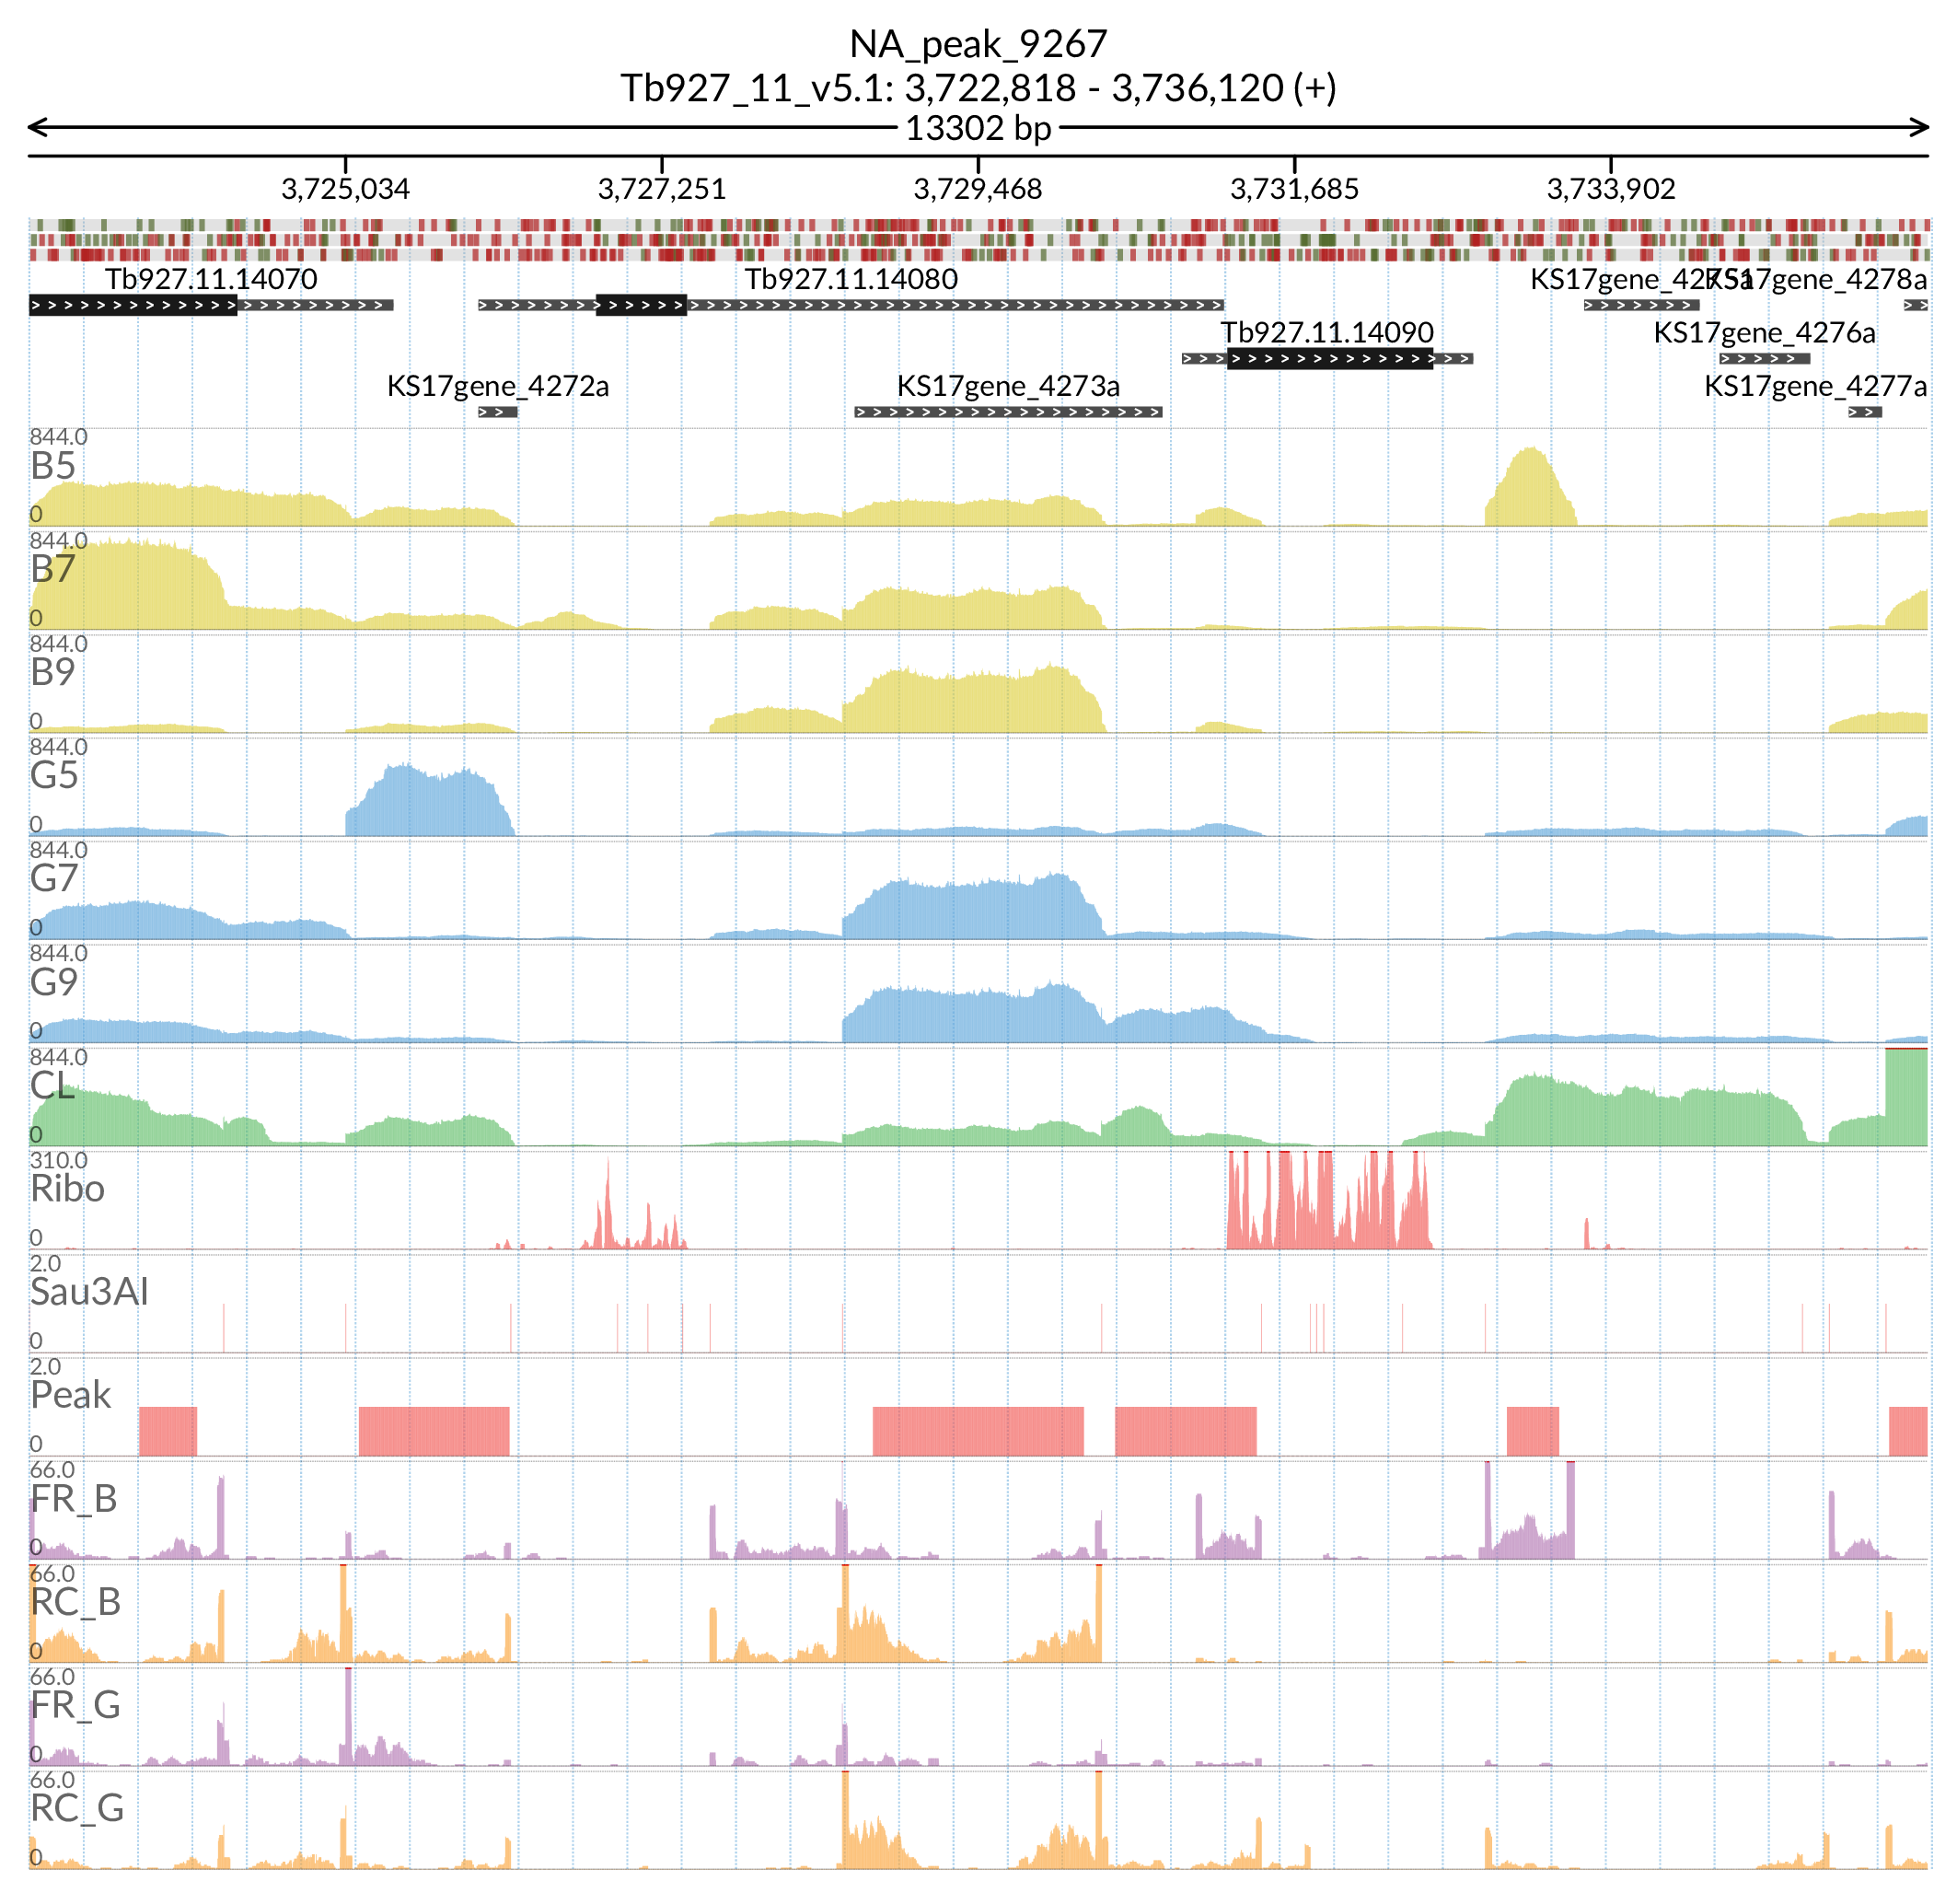 NA_peak_9267
Tb927_11_v5.1: 3,722,818 - 3,736,120 (+)
13302 bp
3,725,034 3,727,251 3,729,468 3,731,685 3,733,902
Tb927.11.14070 Tb927.11.14080 KS17gene_4275a KS17gene_4278a
Tb927.11.14090 KS17gene_4276a
KS17gene_4272a KS17gene_4273a KS17gene_4277a
844.0
B5
0
844.0
B7
0
844.0
B9
0
844.0
G5
0
844.0
G7
0
844.0
G9
0
844.0
CL
0
310.0
Ribo
0
2.0
Sau3AI
0
2.0
Peak
0
66.0
FR_B
0
66.0
RC_B
0
66.0
FR_G
0
66.0
RC_G
0